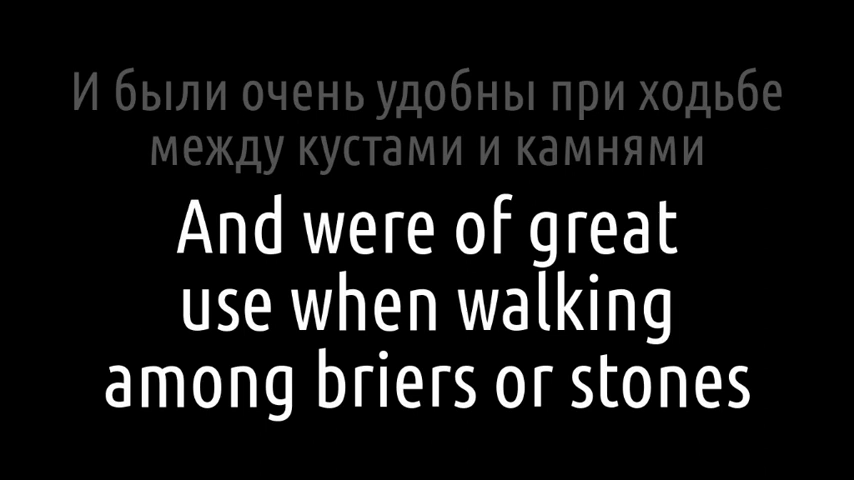 И были очень удобны при ходьбе
между кустами и камнями
And were of great
use when walking
among briers or stones